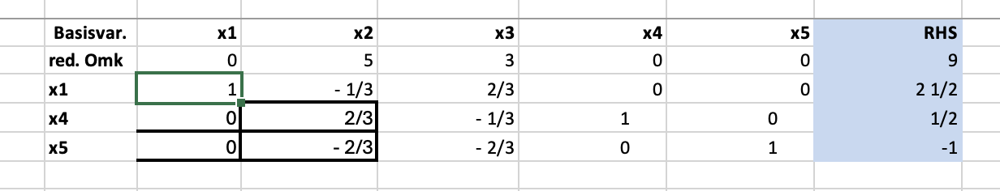 Basisvar. x1 x2 x3 x4 x5 RHS
red. Omk 0 5 3 0 0 9
x1 1 - 1/3 2/3 0 0 2 1/2
x4 0 2/3 - 1/3 1 0 1/2
x5 0 - 2/3 - 2/3 0 1 -1